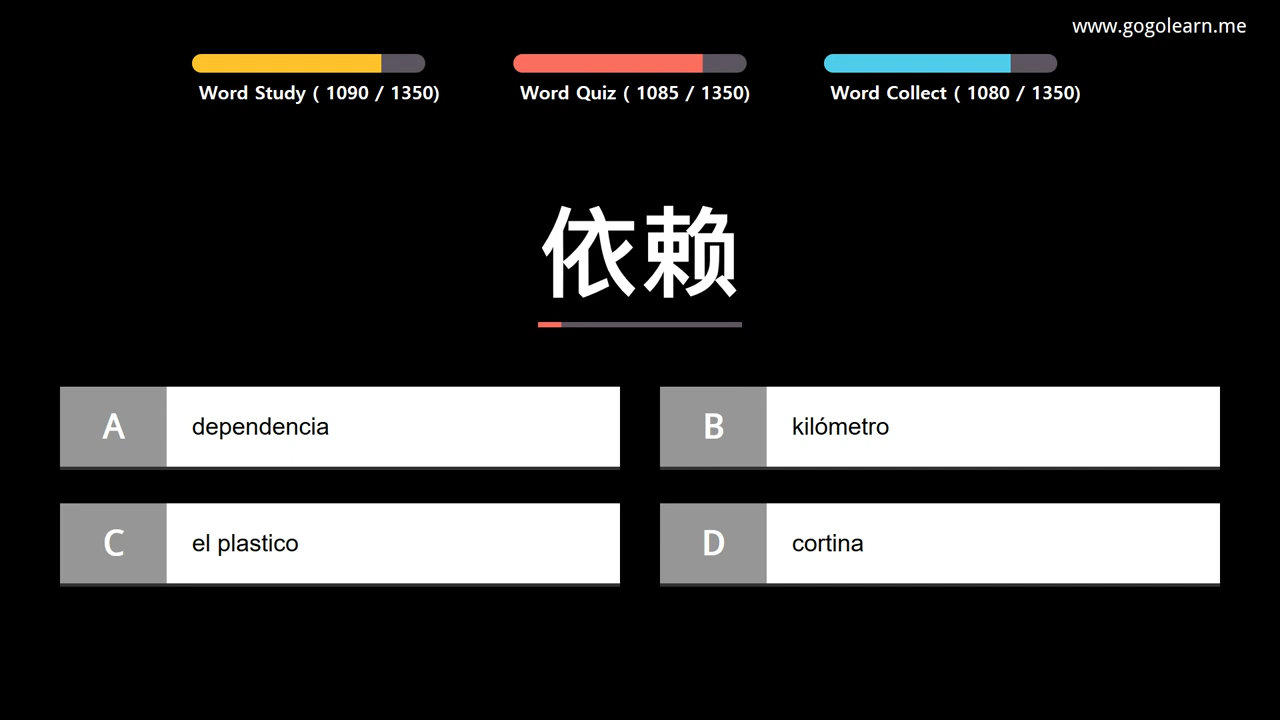 www.gogolearn.me
Word Study ( 1090 / 1350)
Word Quiz ( 1085 / 1350)
Word Collect ( 1080 / 1350)
依赖
A dependencia
B kilómetro
C el plastico
D cortina